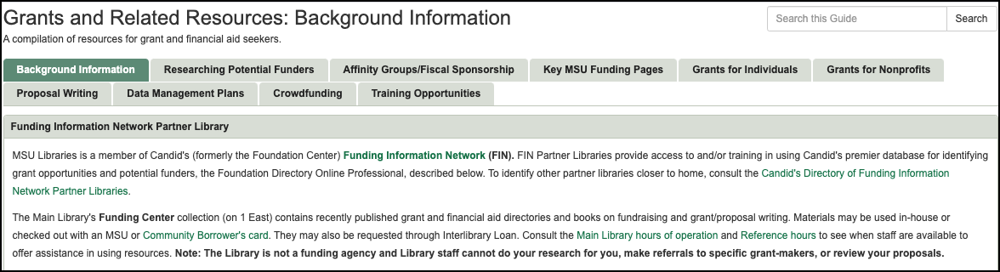 Grants and Related Resources: Background Information
Search this Guide
Search
A compilation of resources for grant and financial aid seekers.
Background Information
Researching Potential Funders
Affinity Groups/Fiscal Sponsorship
Key MSU Funding Pages
Grants for Individuals
Grants for Nonprofits
Proposal Writing
Data Management Plans
Crowdfunding
Training Opportunities
Funding Information Network Partner Library
MSU Libraries is a member of Candid's (formerly the Foundation Center) Funding Information Network (FIN). FIN Partner Libraries provide access to and/or training in using Candid's premier database for identifying
grant opportunities and potential funders, the Foundation Directory Online Professional, described below. To identify other partner libraries closer to home, consult the Candid's Directory of Funding Information
Network Partner Libraries.
The Main Library's Funding Center collection (on 1 East) contains recently published grant and financial aid directories and books on fundraising and grant/proposal writing. Materials may be used in-house or
checked out with an MSU or Community Borrower's card. They may also be requested through Interlibrary Loan. Consult the Main Library hours of operation and Reference hours to see when staff are available to
offer assistance in using resources. Note: The Library is not a funding agency and Library staff cannot do your research for you, make referrals to specific grant-makers, or review your proposals.